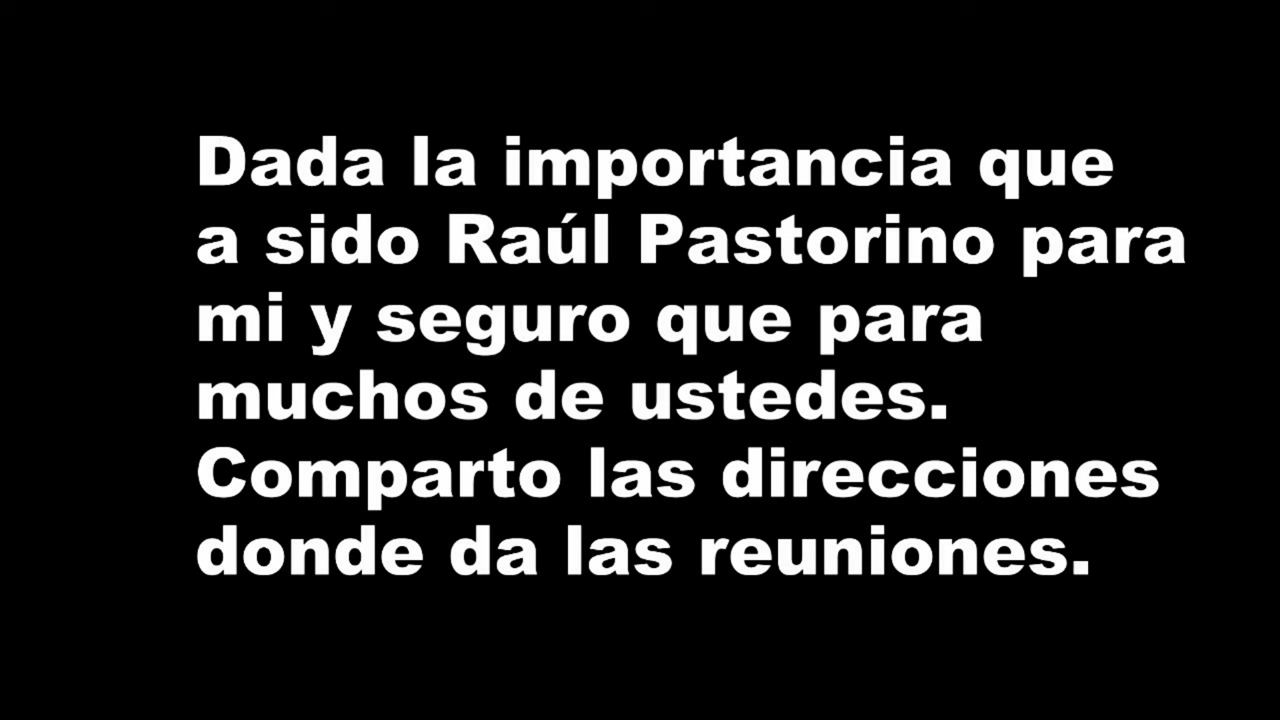 Dada la importancia que
a sido Raúl Pastorino para
mi y seguro que para
muchos de ustedes.
Comparto las direcciones
donde da las reuniones.